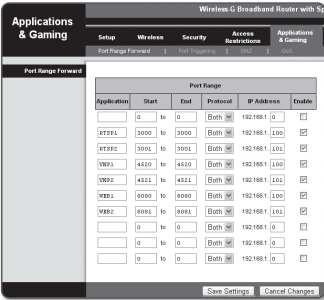 Wireless-G Broadband Router with Sp
Applications & Gaming
Setup Wireless Security Access Restrictions Applications & Gaming
Port Range Forward | Port Triggering | DMZ | QoS
Port Range Forward
Port Range
Application Start End Protocol IP Address Enable
0 to 0 Both 192.168.1. 0
RTSP1 3000 to 3000 Both 192.168.1. 100
RTSP2 3001 to 3001 Both 192.168.1. 101
VNP1 4520 to 4520 Both 192.168.1. 100
VNP2 4521 to 4521 Both 192.168.1. 101
WEB1 8080 to 8080 Both 192.168.1. 100
WEB2 8081 to 8081 Both 192.168.1. 101
0 to 0 Both 192.168.1. 0
0 to 0 Both 192.168.1. 0
0 to 0 Both 192.168.1. 0
Save Settings Cancel Changes